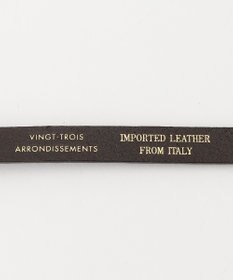 VINGT-TROIS
ARRONDISSEMENTS
IMPORTED LEATHER
FROM ITALY